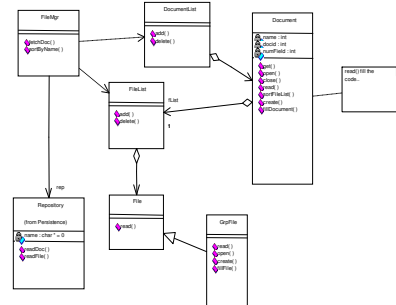 FileMgr
fetchDoc( )
sortByName( )
DocumentList
add( )
delete( )
Document
name : int
docid : int
numField : int
get( )
open( )
close( )
read( )
sortFileList( )
create( )
fillDocument( )
read() fill the
code..
FileList
add( )
delete( )
fList
1
rep
Repository
(from Persistence)
name : char * = 0
readDoc( )
readFile( )
File
read( )
GrpFile
read( )
open( )
create( )
fillFile( )